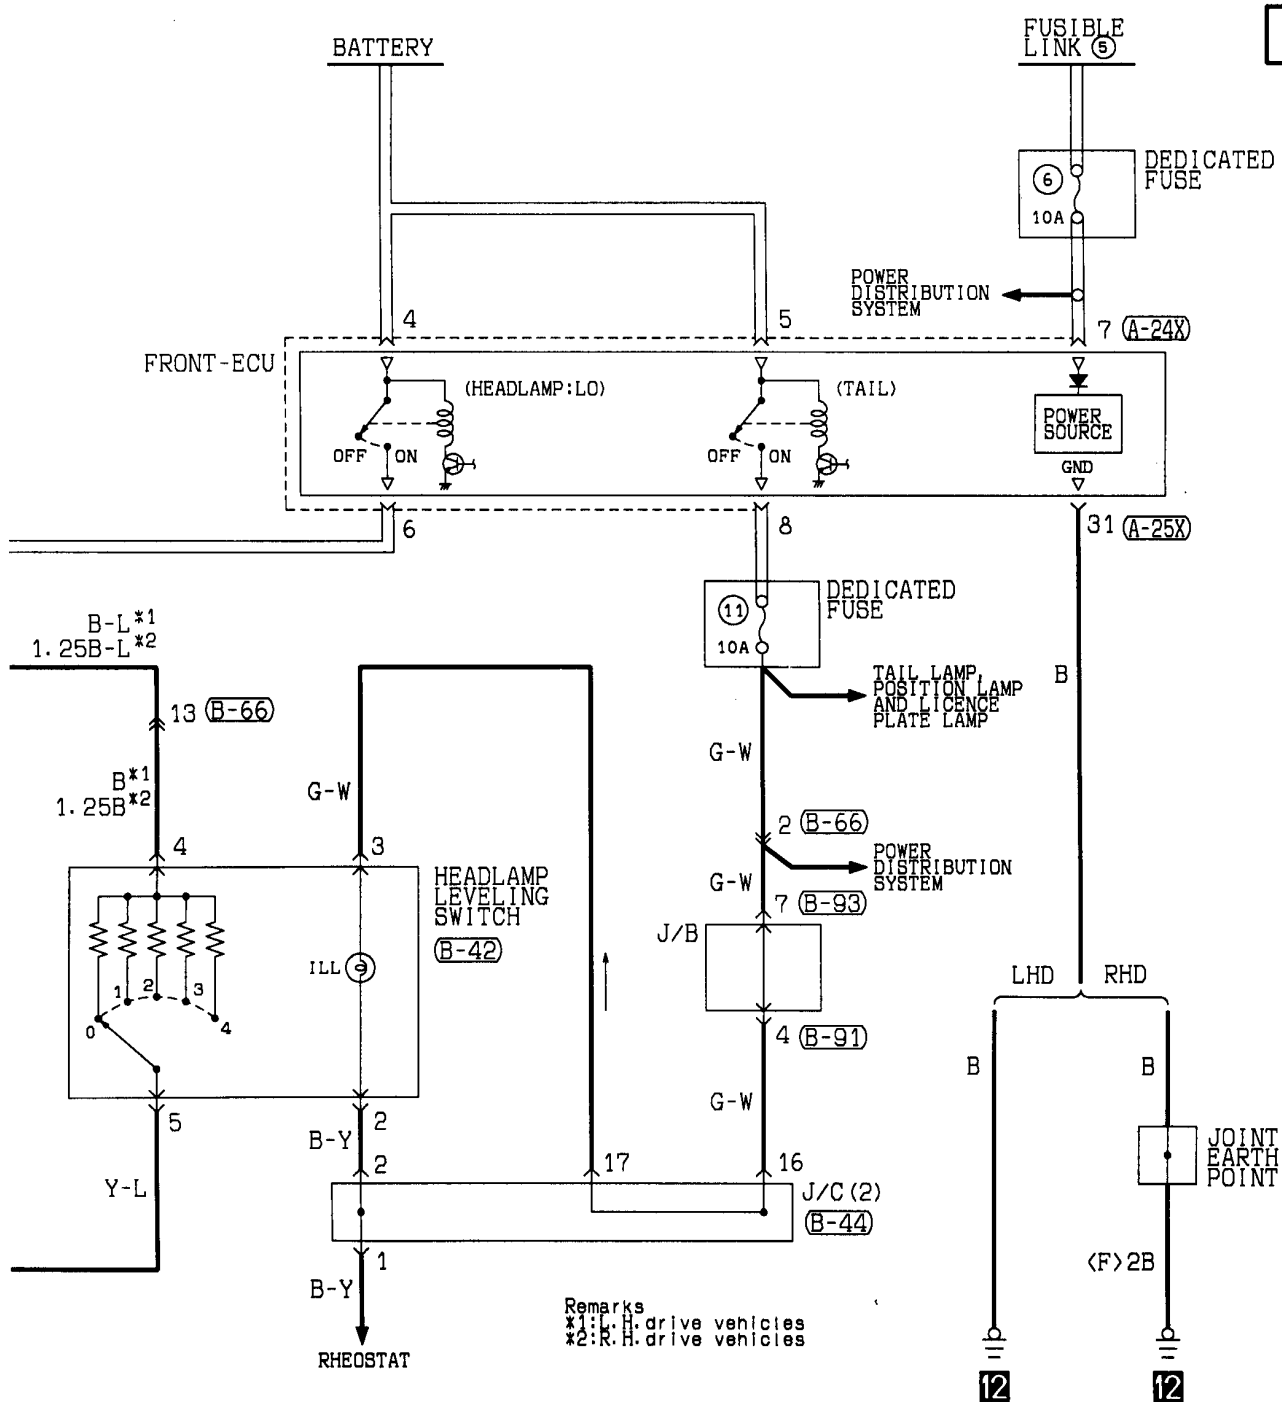 BATTERY
FUSIBLE
LINK ⑤
⑥
10A
DEDICATED
FUSE
POWER
DISTRIBUTION
SYSTEM
4
5
7 (A-24X)
FRONT-ECU
(HEADLAMP:LO)
OFF ON
(TAIL)
OFF ON
POWER
SOURCE
GND
6
8
31 (A-25X)
⑪
10A
DEDICATED
FUSE
B-L*1
1.25B-L*2
TAIL LAMP,
POSITION LAMP
AND LICENCE
PLATE LAMP
B
13 (B-66)
G-W
B*1
1.25B*2
G-W
2 (B-66)
4
3
POWER
DISTRIBUTION
SYSTEM
HEADLAMP
LEVELING
SWITCH
(B-42)
G-W
7 (B-93)
J/B
ILL
0
1
2
3
4
LHD RHD
4 (B-91)
5
2
B
B
G-W
B-Y
2
17
16
JOINT
EARTH
POINT
Y-L
J/C(2)
(B-44)
1
B-Y
<F>2B
Remarks
*1:L.H.drive vehicles
*2:R.H.drive vehicles
RHEOSTAT
12
12